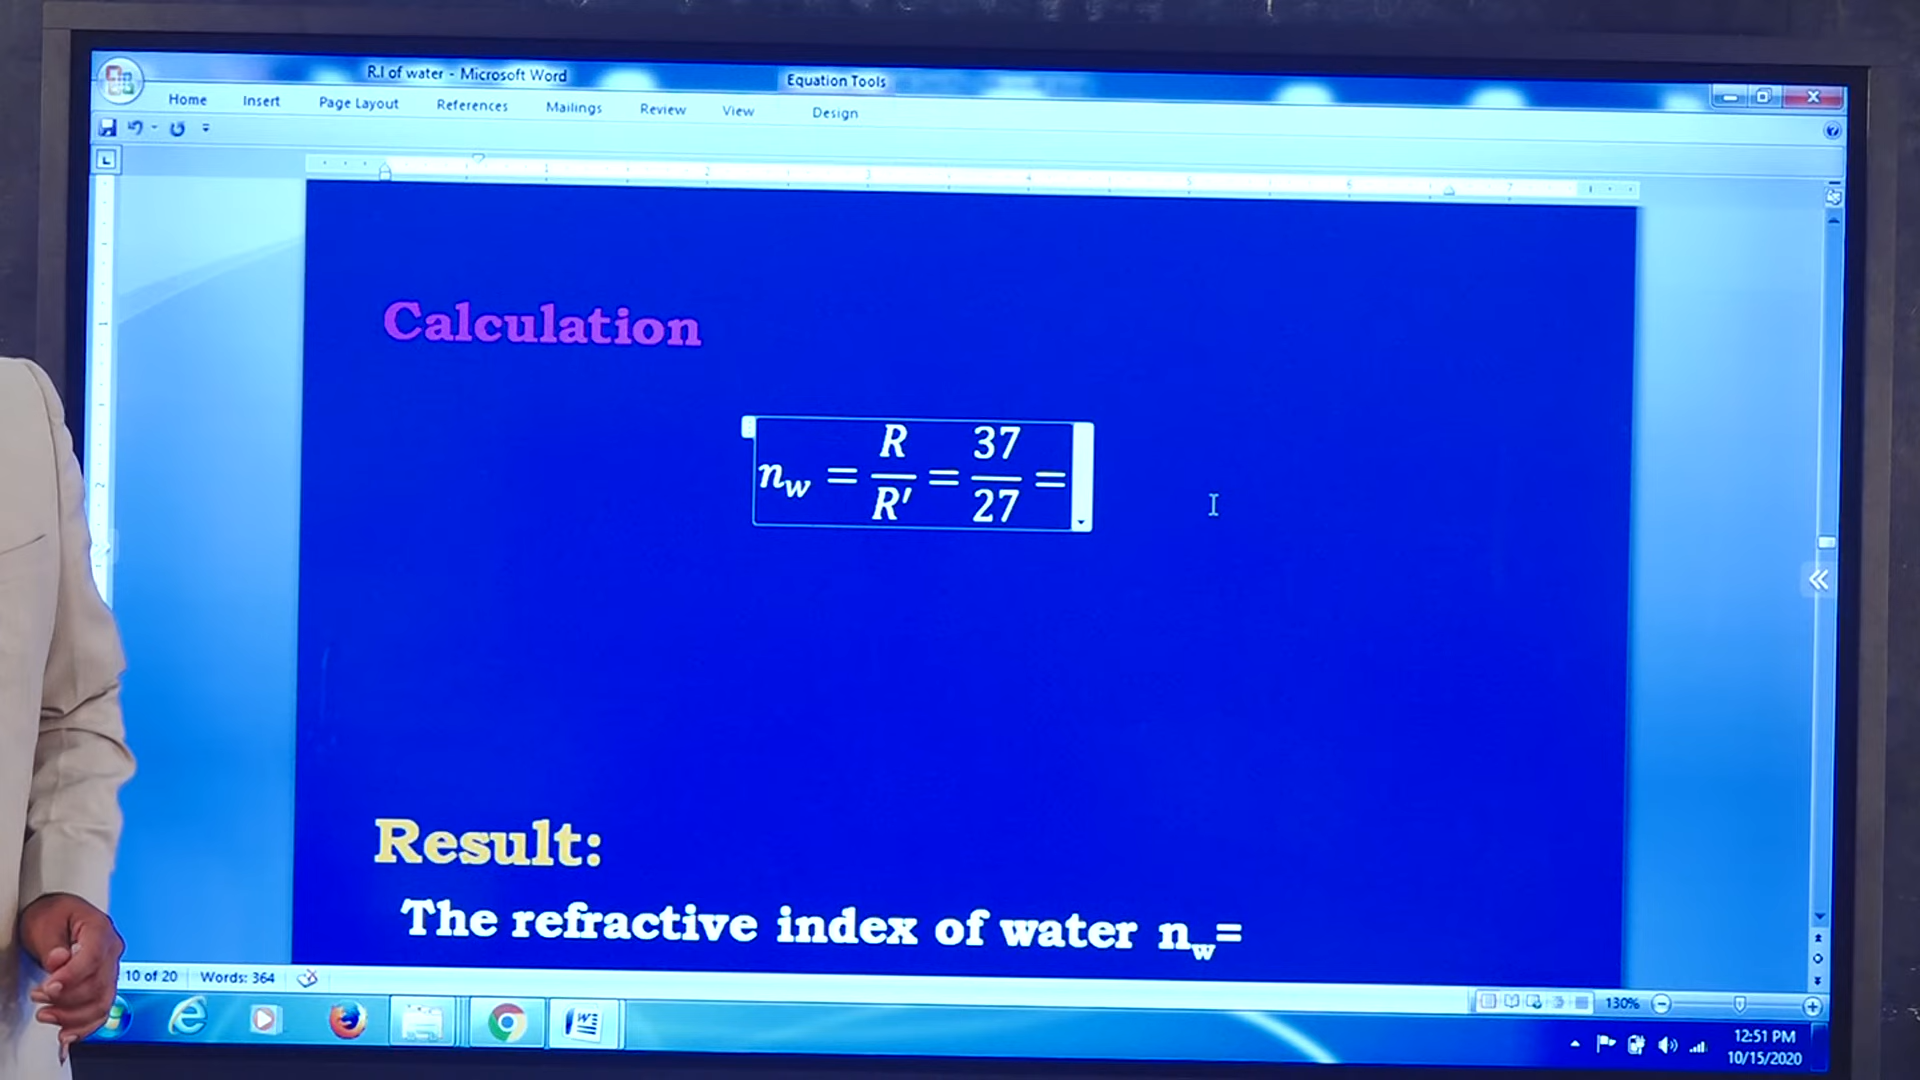 R.I of water - Microsoft Word
Equation Tools
Home Insert Page Layout References Mailings Review View Design
Calculation
n_w = R/R' = 37/27 =
Result:
The refractive index of water n_w=
10 of 20 Words: 364
130%
12:51 PM
10/15/2020